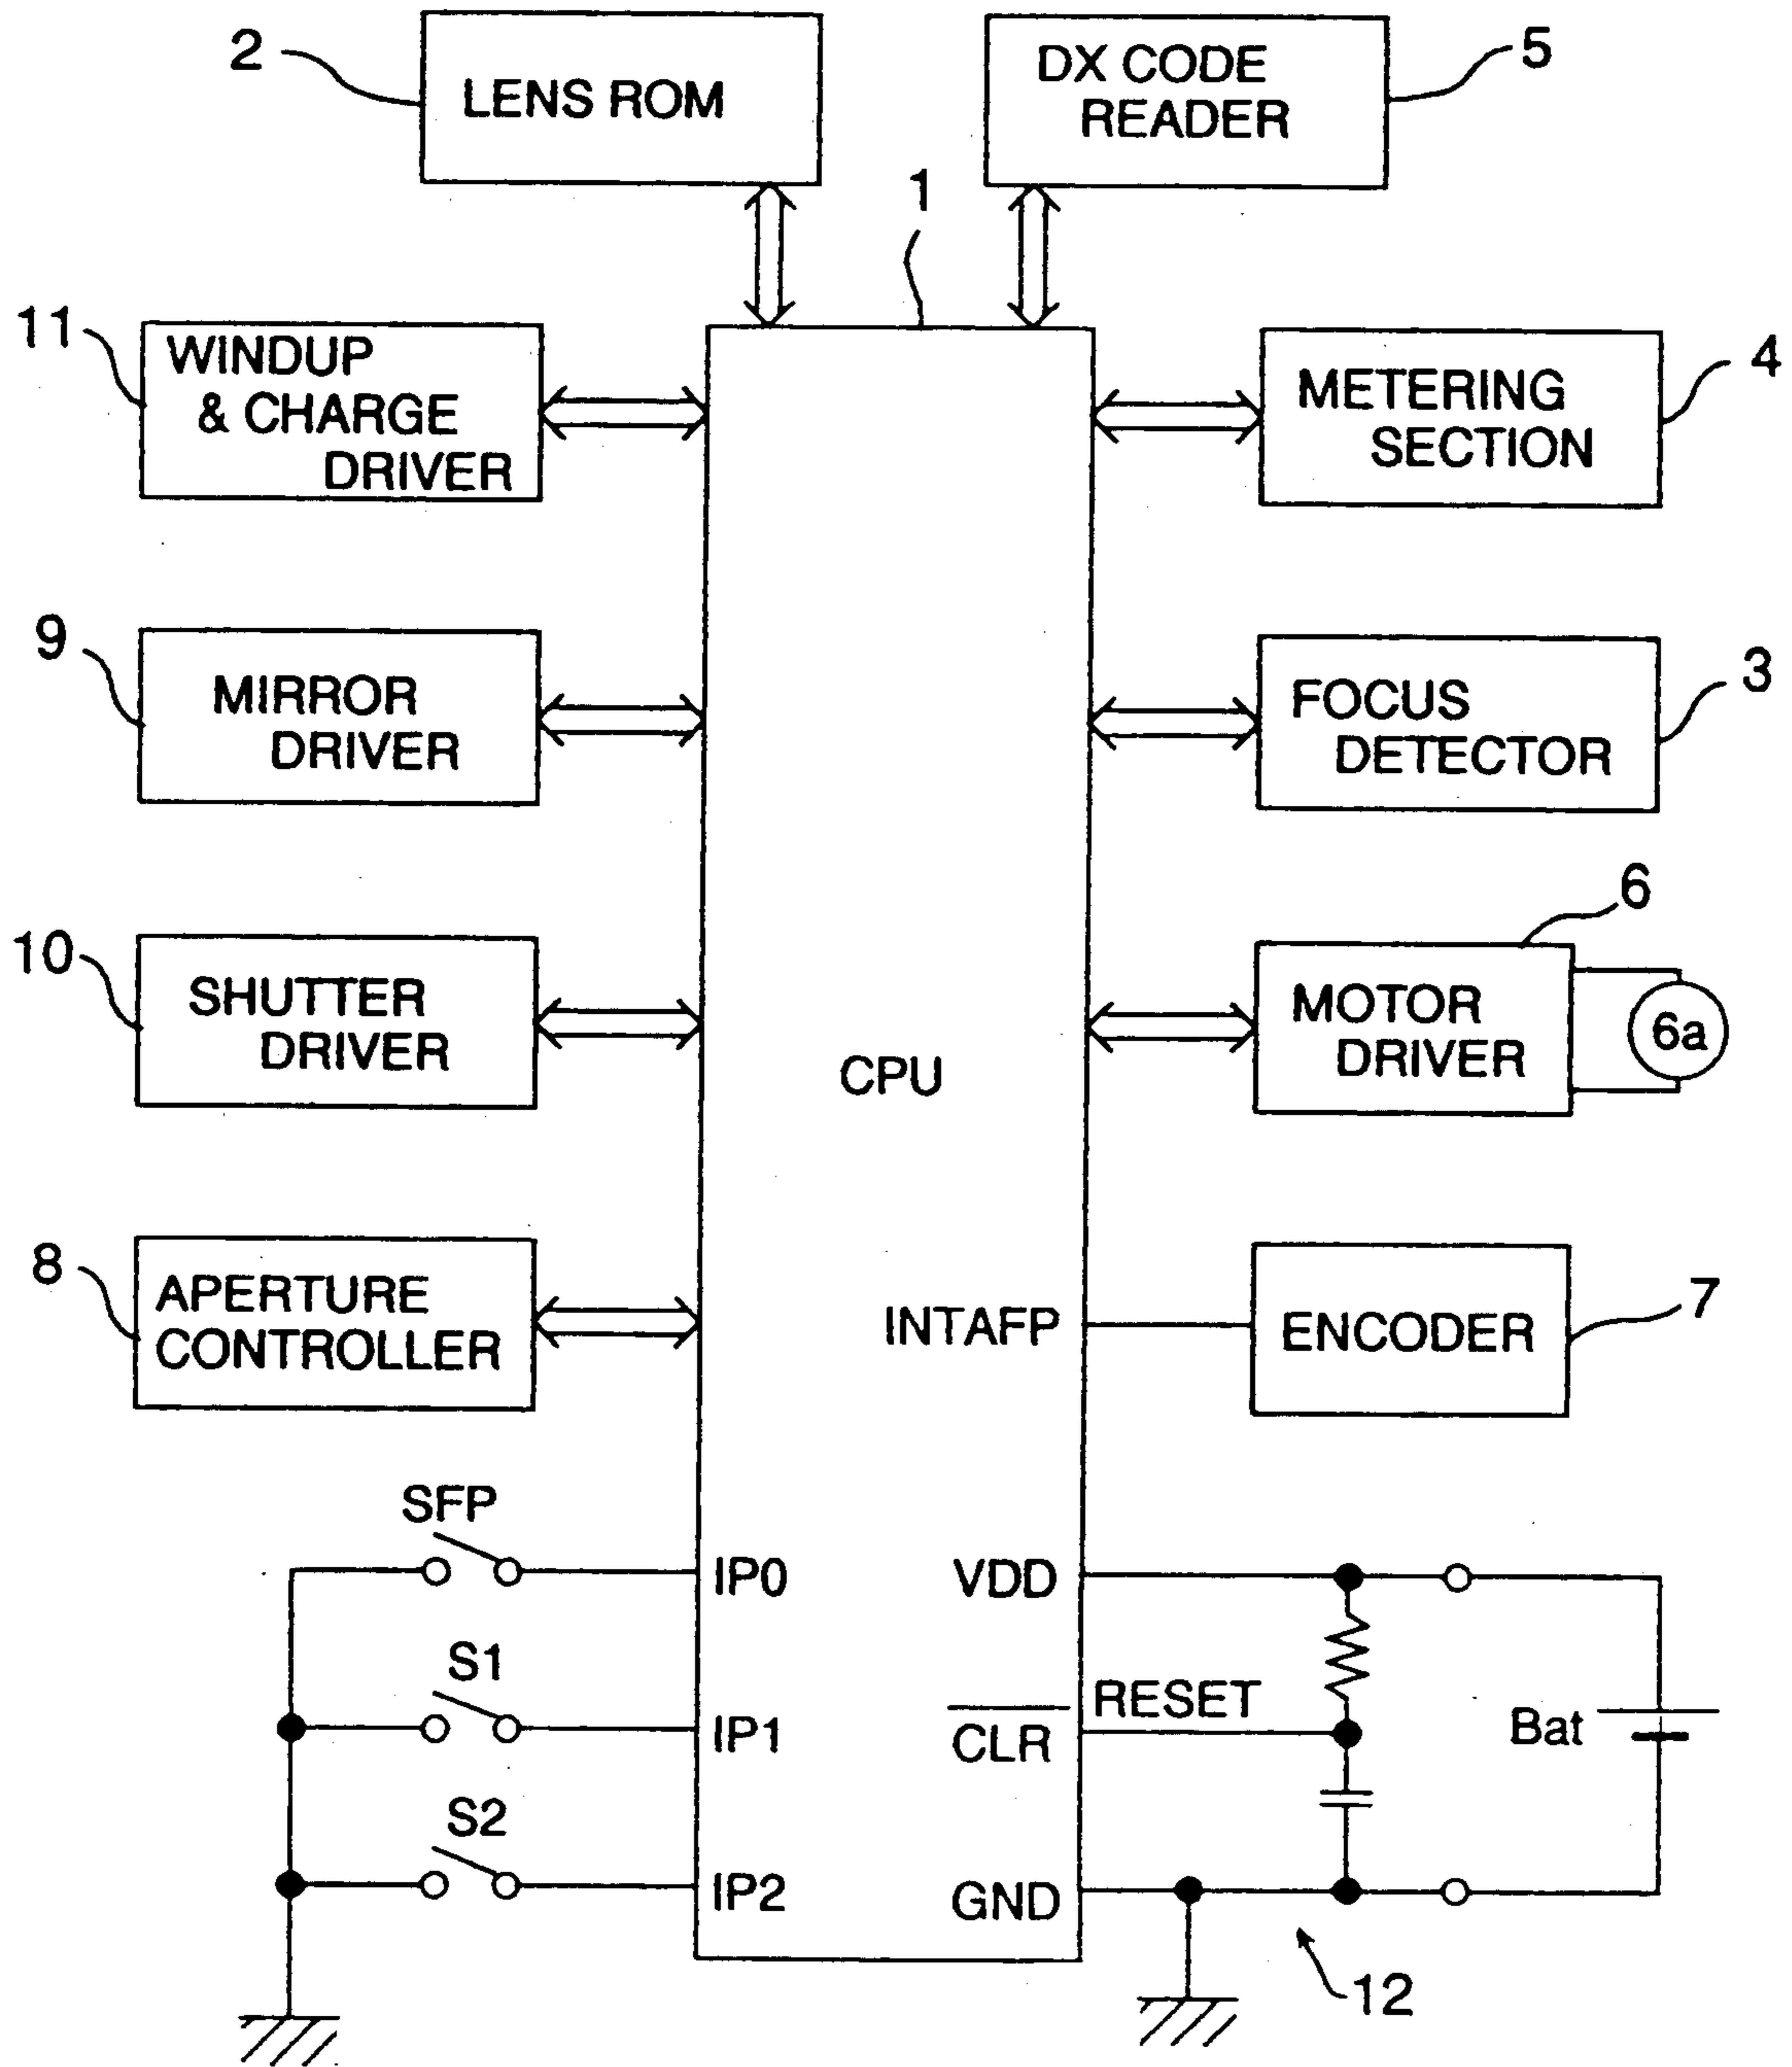 2
LENS ROM
DX CODE
READER
5
1
11
WINDUP
& CHARGE
DRIVER
METERING
SECTION
4
9
MIRROR
DRIVER
FOCUS
DETECTOR
3
10
SHUTTER
DRIVER
CPU
6
MOTOR
DRIVER
6a
8
APERTURE
CONTROLLER
INTAFP
ENCODER
7
SFP
IP0
VDD
S1
IP1
CLR
RESET
Bat
S2
IP2
GND
12